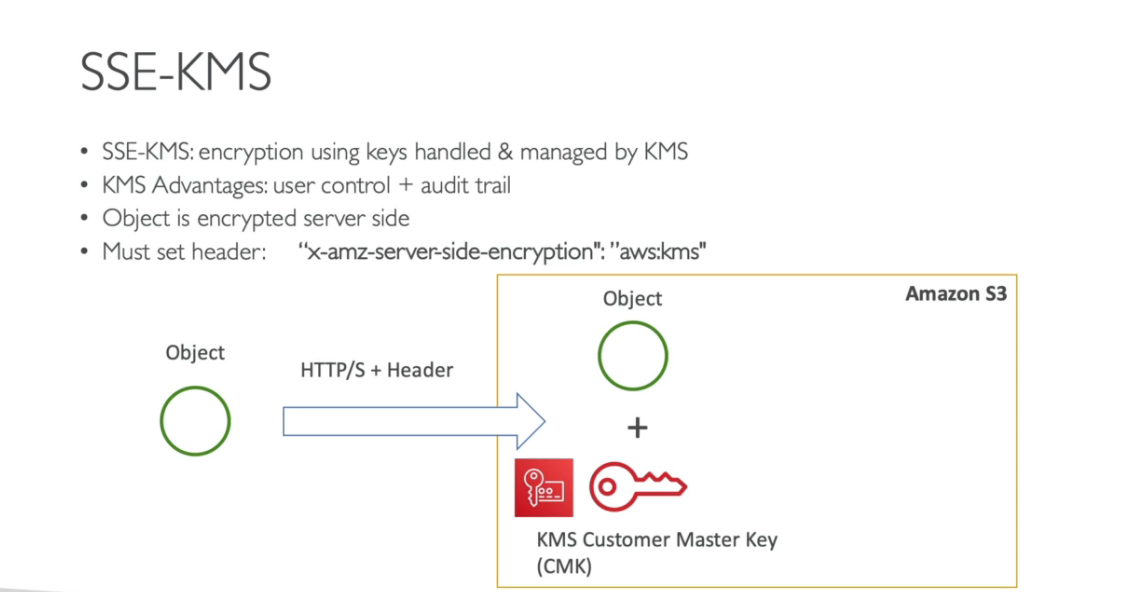 SSE-KMS
• SSE-KMS: encryption using keys handled & managed by KMS
• KMS Advantages: user control + audit trail
• Object is encrypted server side
• Must set header: “x-amz-server-side-encryption": ”aws:kms"
Amazon S3
Object
Object
HTTP/S + Header
+
KMS Customer Master Key
(CMK)